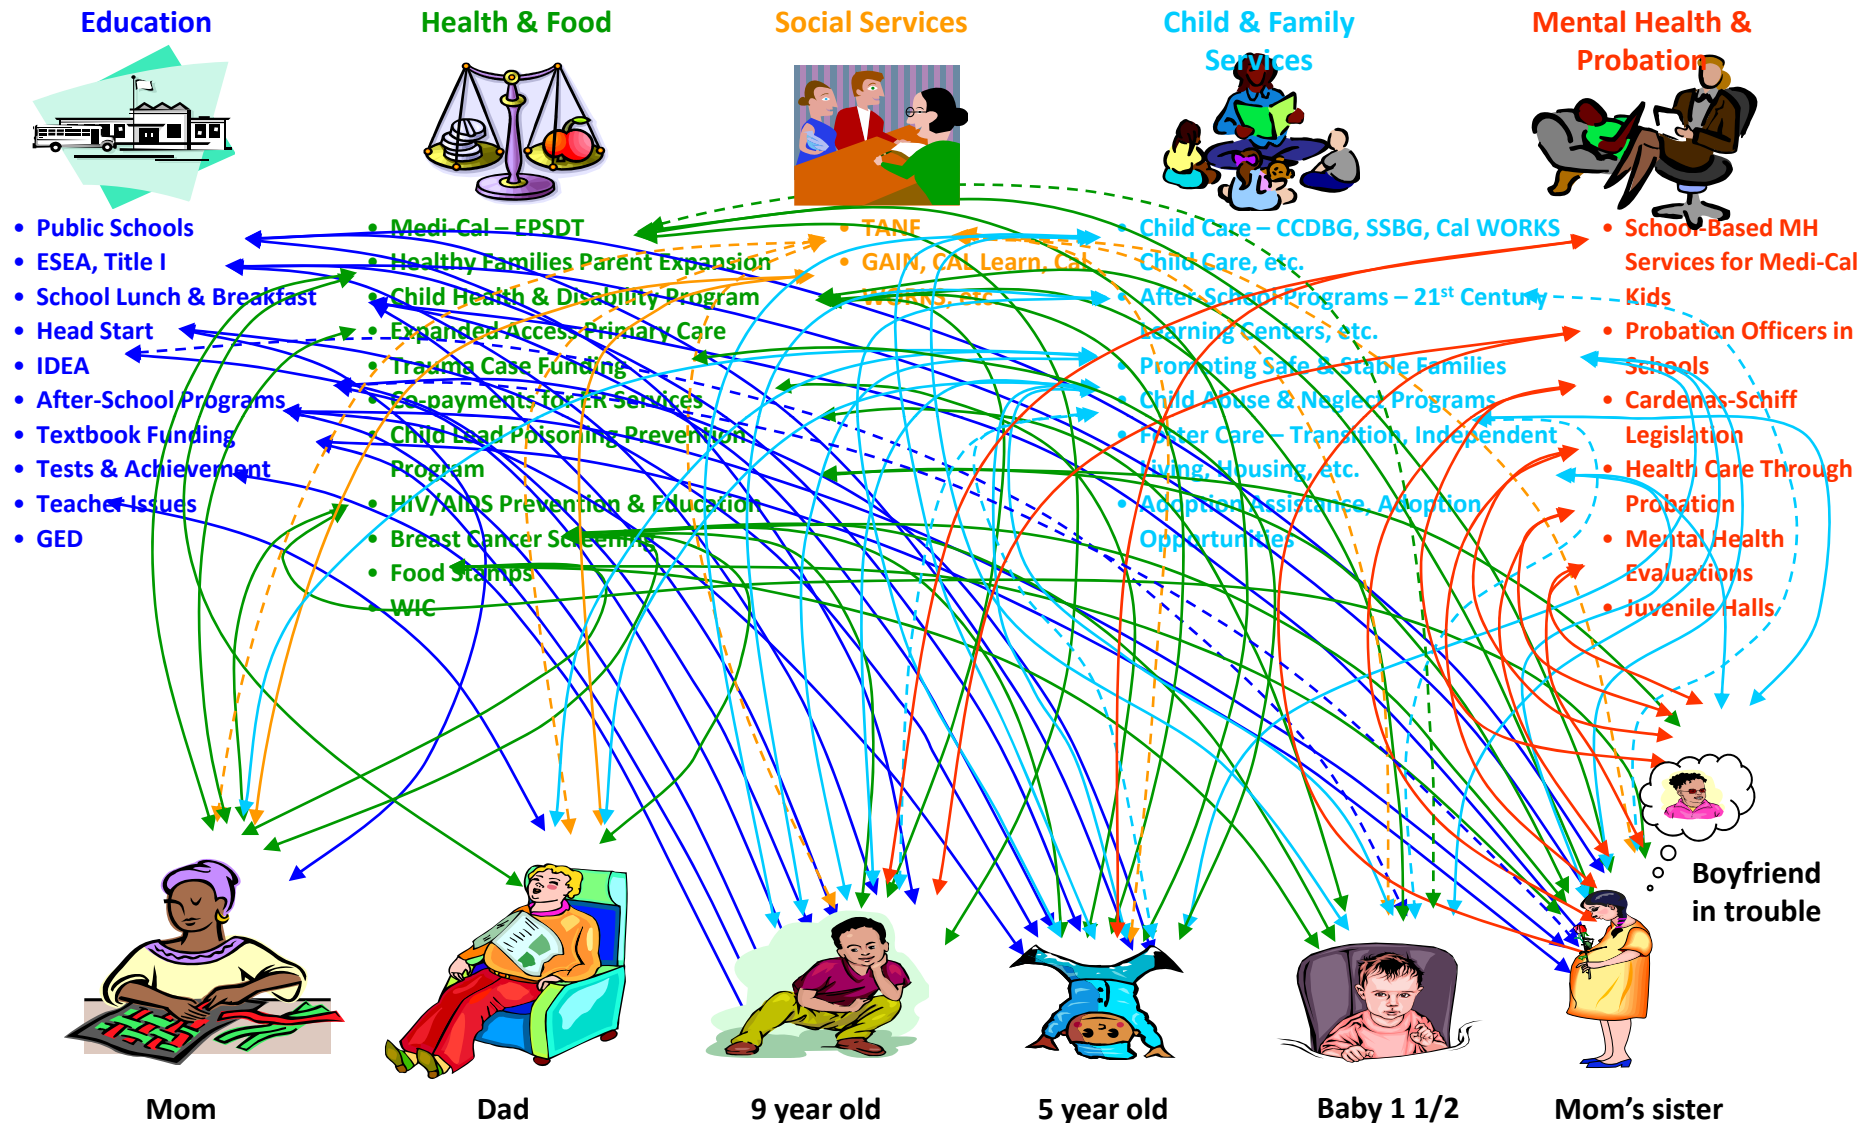 Education
• Public Schools
• ESEA, Title I
• School Lunch & Breakfast
• Head Start
• IDEA
• After-School Programs
• Textbook Funding
• Tests & Achievement
• Teacher Issues
• GED
Health & Food
• Medi-Cal – EPSDT
• Healthy Families Parent Expansion
• Child Health & Disability Program
• Expanded Access Primary Care
• Trauma Case Funding
• Co-payments for ER Services
• Child Lead Poisoning Prevention
Program
• HIV/AIDS Prevention & Education
• Breast Cancer Screening
• Food Stamps
• WIC
Social Services
• TANF
• GAIN, CAL Learn, Cal
WORKS, etc.
Child & Family
Services
• Child Care – CCDBG, SSBG, Cal WORKS
Child Care, etc.
• After-School Programs – 21st Century
Learning Centers, etc.
• Promoting Safe & Stable Families
• Child Abuse & Neglect Programs
• Foster Care – Transition, Independent
Living, Housing, etc.
• Adoption Assistance, Adoption
Opportunities
Mental Health &
Probation
• School-Based MH
Services for Medi-Cal
Kids
• Probation Officers in
Schools
• Cardenas-Schiff
Legislation
• Health Care Through
Probation
• Mental Health
Evaluations
• Juvenile Halls
Boyfriend
in trouble
Mom
Dad
9 year old
5 year old
Baby 1 1/2
Mom's sister